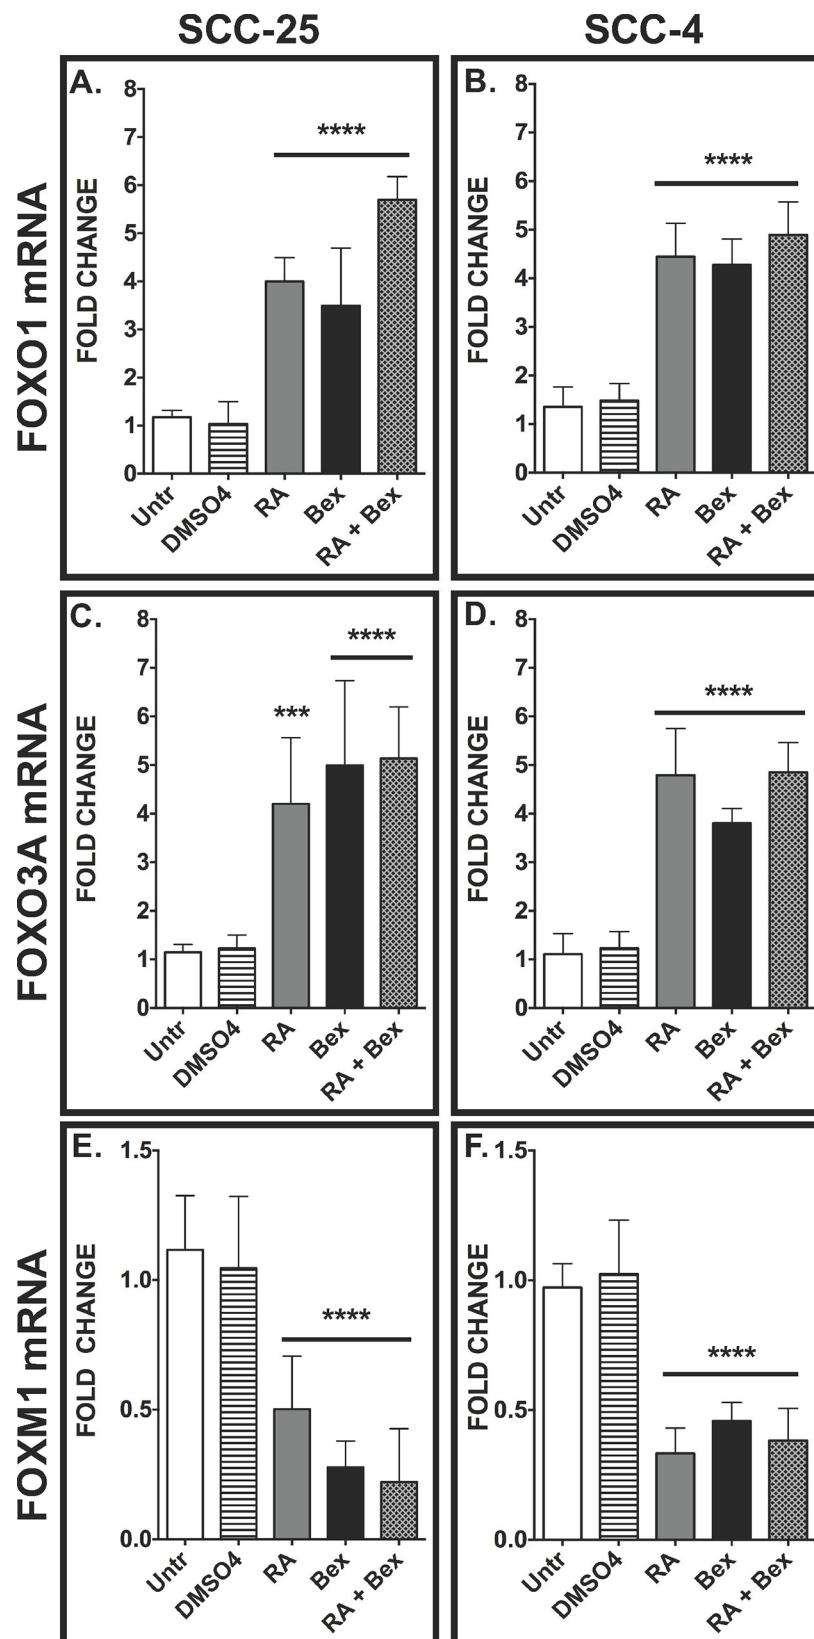 SCC-25
SCC-4
FOXO1 mRNA
A.
FOLD CHANGE
8
7
6
5
4
3
2
1
0
****
Untr
DMSO4
RA
Bex
RA + Bex
B.
FOLD CHANGE
8
7
6
5
4
3
2
1
0
****
Untr
DMSO4
RA
Bex
RA + Bex
FOXO3A mRNA
C.
FOLD CHANGE
8
7
6
5
4
3
2
1
0
***
****
Untr
DMSO4
RA
Bex
RA + Bex
D.
FOLD CHANGE
8
7
6
5
4
3
2
1
0
****
Untr
DMSO4
RA
Bex
RA + Bex
FOXM1 mRNA
E.
FOLD CHANGE
1.5
1.0
0.5
0.0
****
Untr
DMSO4
RA
Bex
RA + Bex
F.
FOLD CHANGE
1.5
1.0
0.5
0.0
****
Untr
DMSO4
RA
Bex
RA + Bex